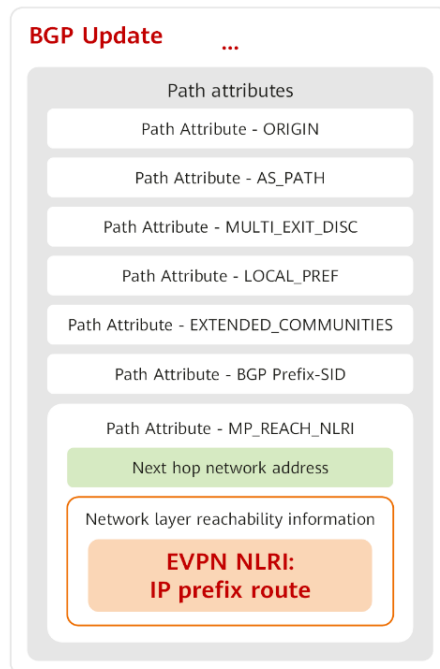 BGP Update ...
Path attributes
Path Attribute - ORIGIN
Path Attribute - AS_PATH
Path Attribute - MULTI_EXIT_DISC
Path Attribute - LOCAL_PREF
Path Attribute - EXTENDED_COMMUNITIES
Path Attribute - BGP Prefix-SID
Path Attribute - MP_REACH_NLRI
Next hop network address
Network layer reachability information
EVPN NLRI:
IP prefix route